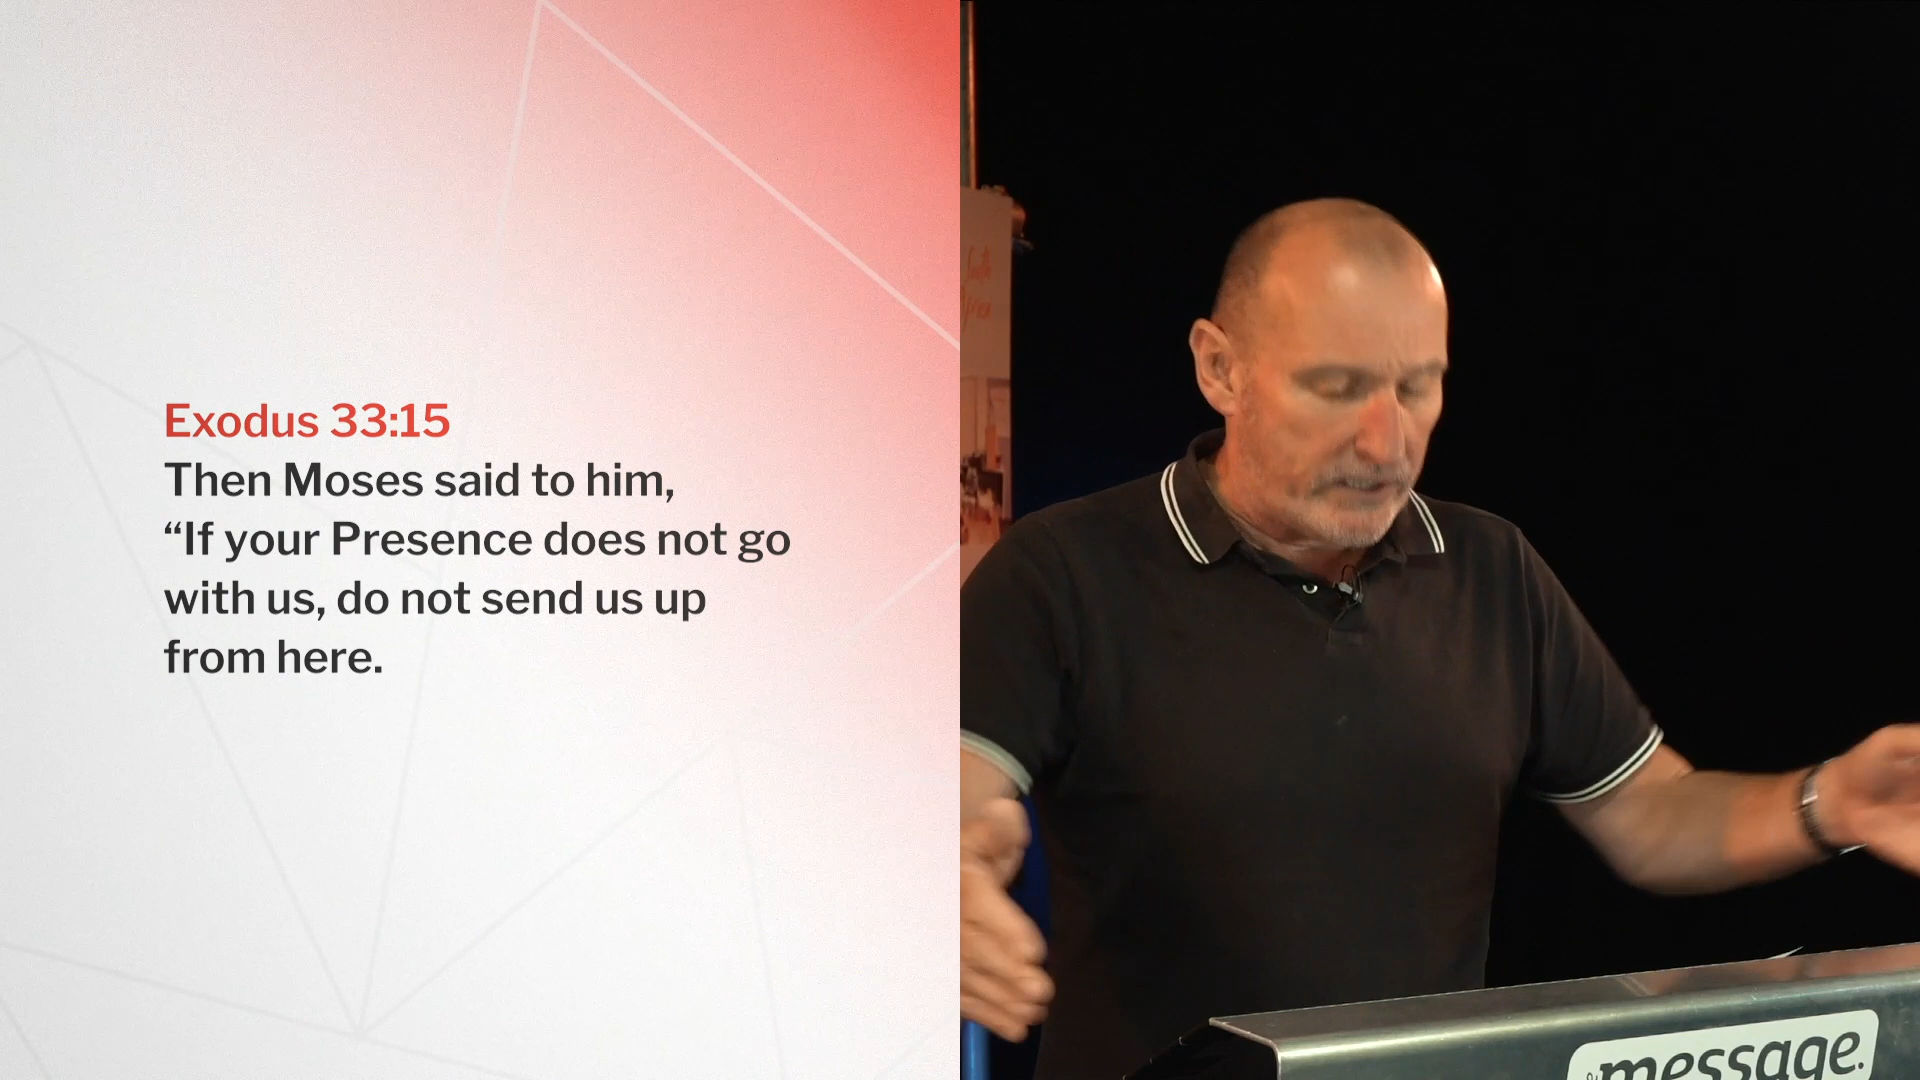 Exodus 33:15
Then Moses said to him,
“If your Presence does not go
with us, do not send us up
from here.
message.